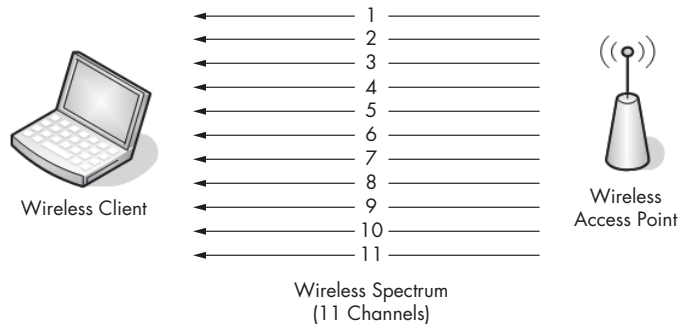 1
2
3
4
5
6
7
8
9
10
11
Wireless Client
Wireless
Access Point
Wireless Spectrum
(11 Channels)